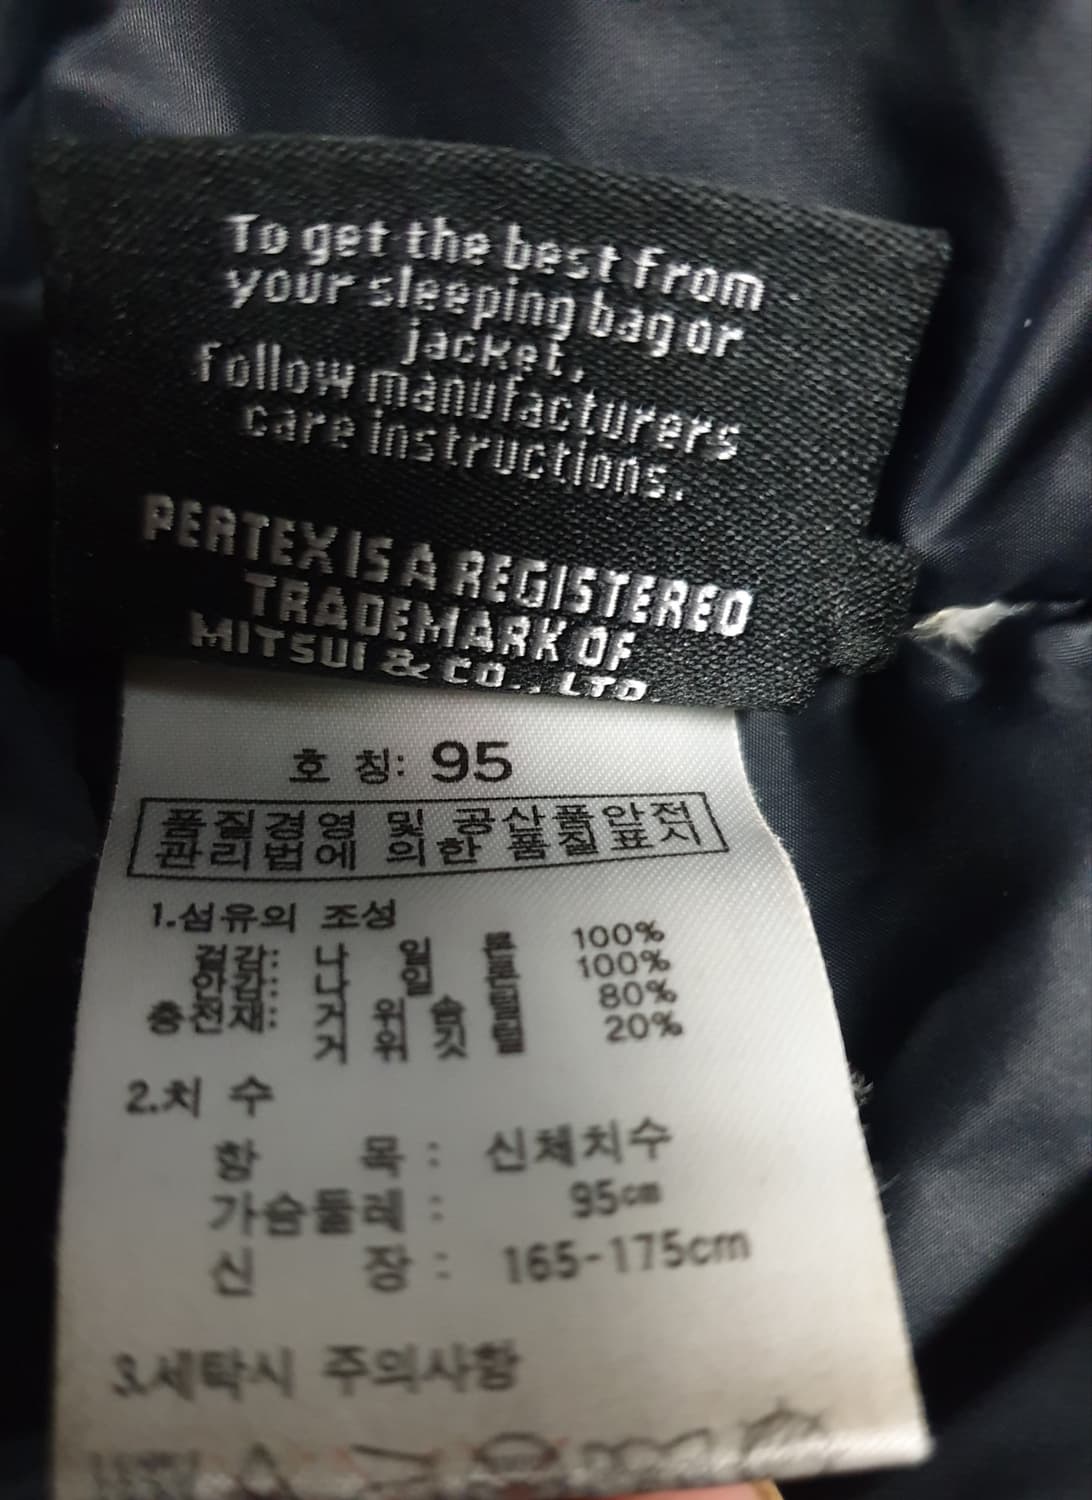 To get the best from
your sleeping bag or
jacket,
follow manufacturers
care instructions.
PERTEX IS A REGISTERED
TRADEMARK OF
MITSUI & CO., LTD.
호 칭: 95
품질경영 및 공산품안전
관리법에 의한 품질표시
1.섬유의 조성
겉감: 나 일 론 100%
안감: 나 일 론 100%
충전재: 거 위 솜 털 80%
거 위 깃 털 20%
2.치 수
항 목 : 신체치수
가슴둘레 : 95cm
신 장 : 165-175cm
3.세탁시 주의사항